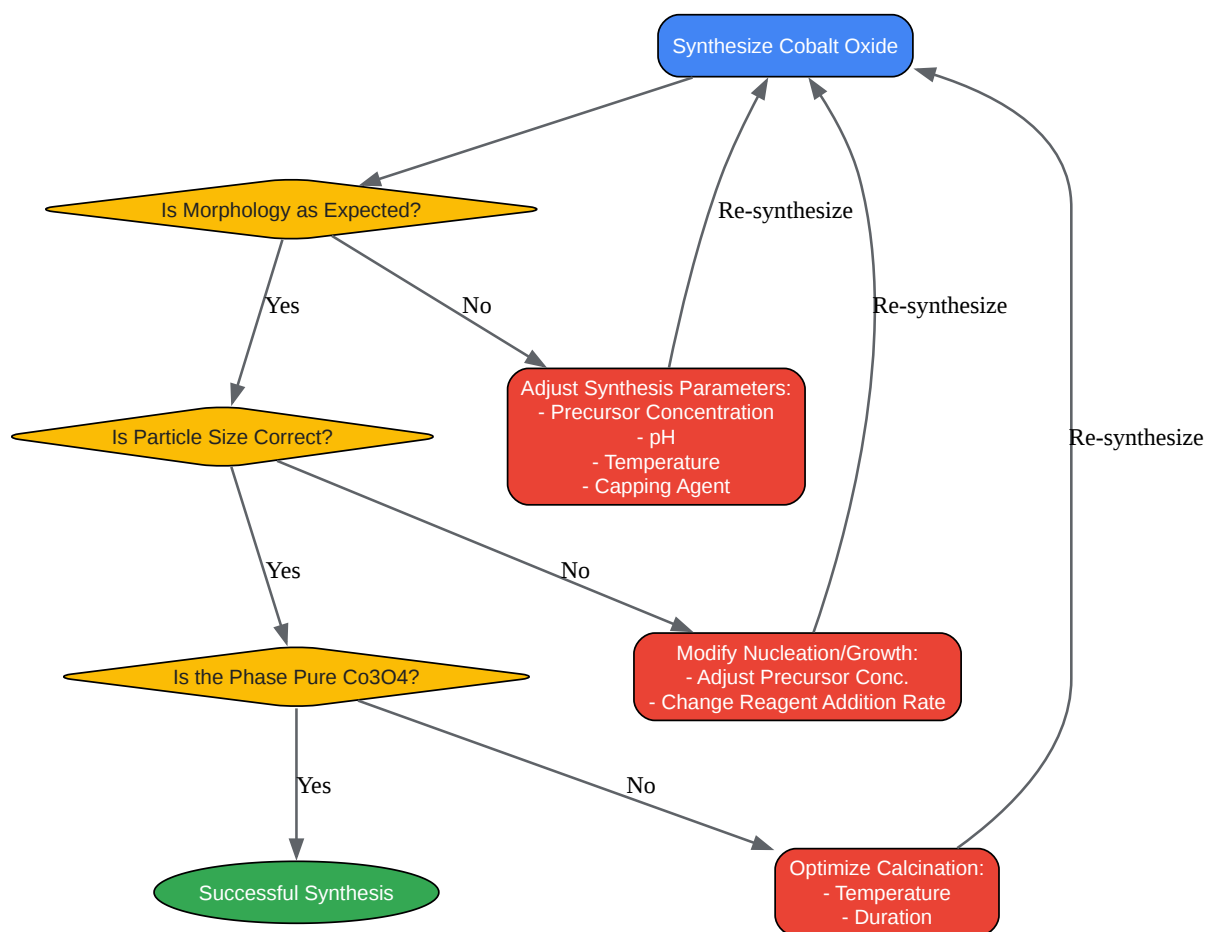 Synthesize Cobalt Oxide
Is Morphology as Expected?
Re-synthesize
Yes
No
Re-synthesize
Adjust Synthesis Parameters:
- Precursor Concentration
- pH
- Temperature
- Capping Agent
Is Particle Size Correct?
Re-synthesize
Yes
No
Modify Nucleation/Growth:
- Adjust Precursor Conc.
- Change Reagent Addition Rate
Is the Phase Pure Co3O4?
Yes
No
Optimize Calcination:
- Temperature
- Duration
Successful Synthesis